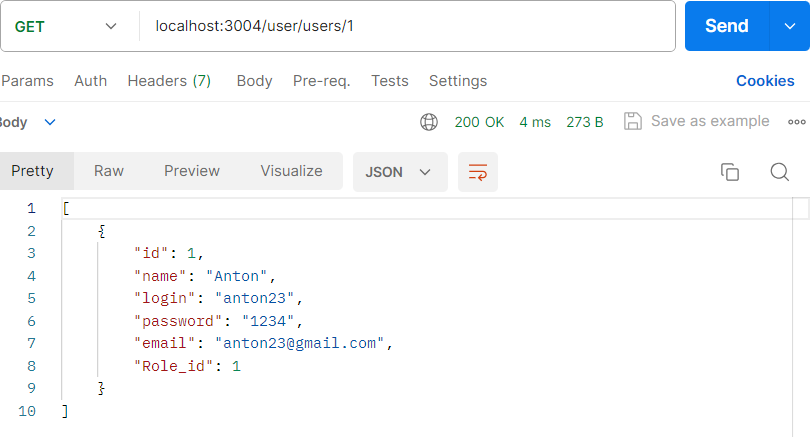 GET localhost:3004/user/users/1 Send
Params Auth Headers (7) Body Pre-req. Tests Settings Cookies
Body 200 OK 4 ms 273 B Save as example
Pretty Raw Preview Visualize JSON
1 [
2 {
3 "id": 1,
4 "name": "Anton",
5 "login": "anton23",
6 "password": "1234",
7 "email": "anton23@gmail.com",
8 "Role_id": 1
9 }
10 ]